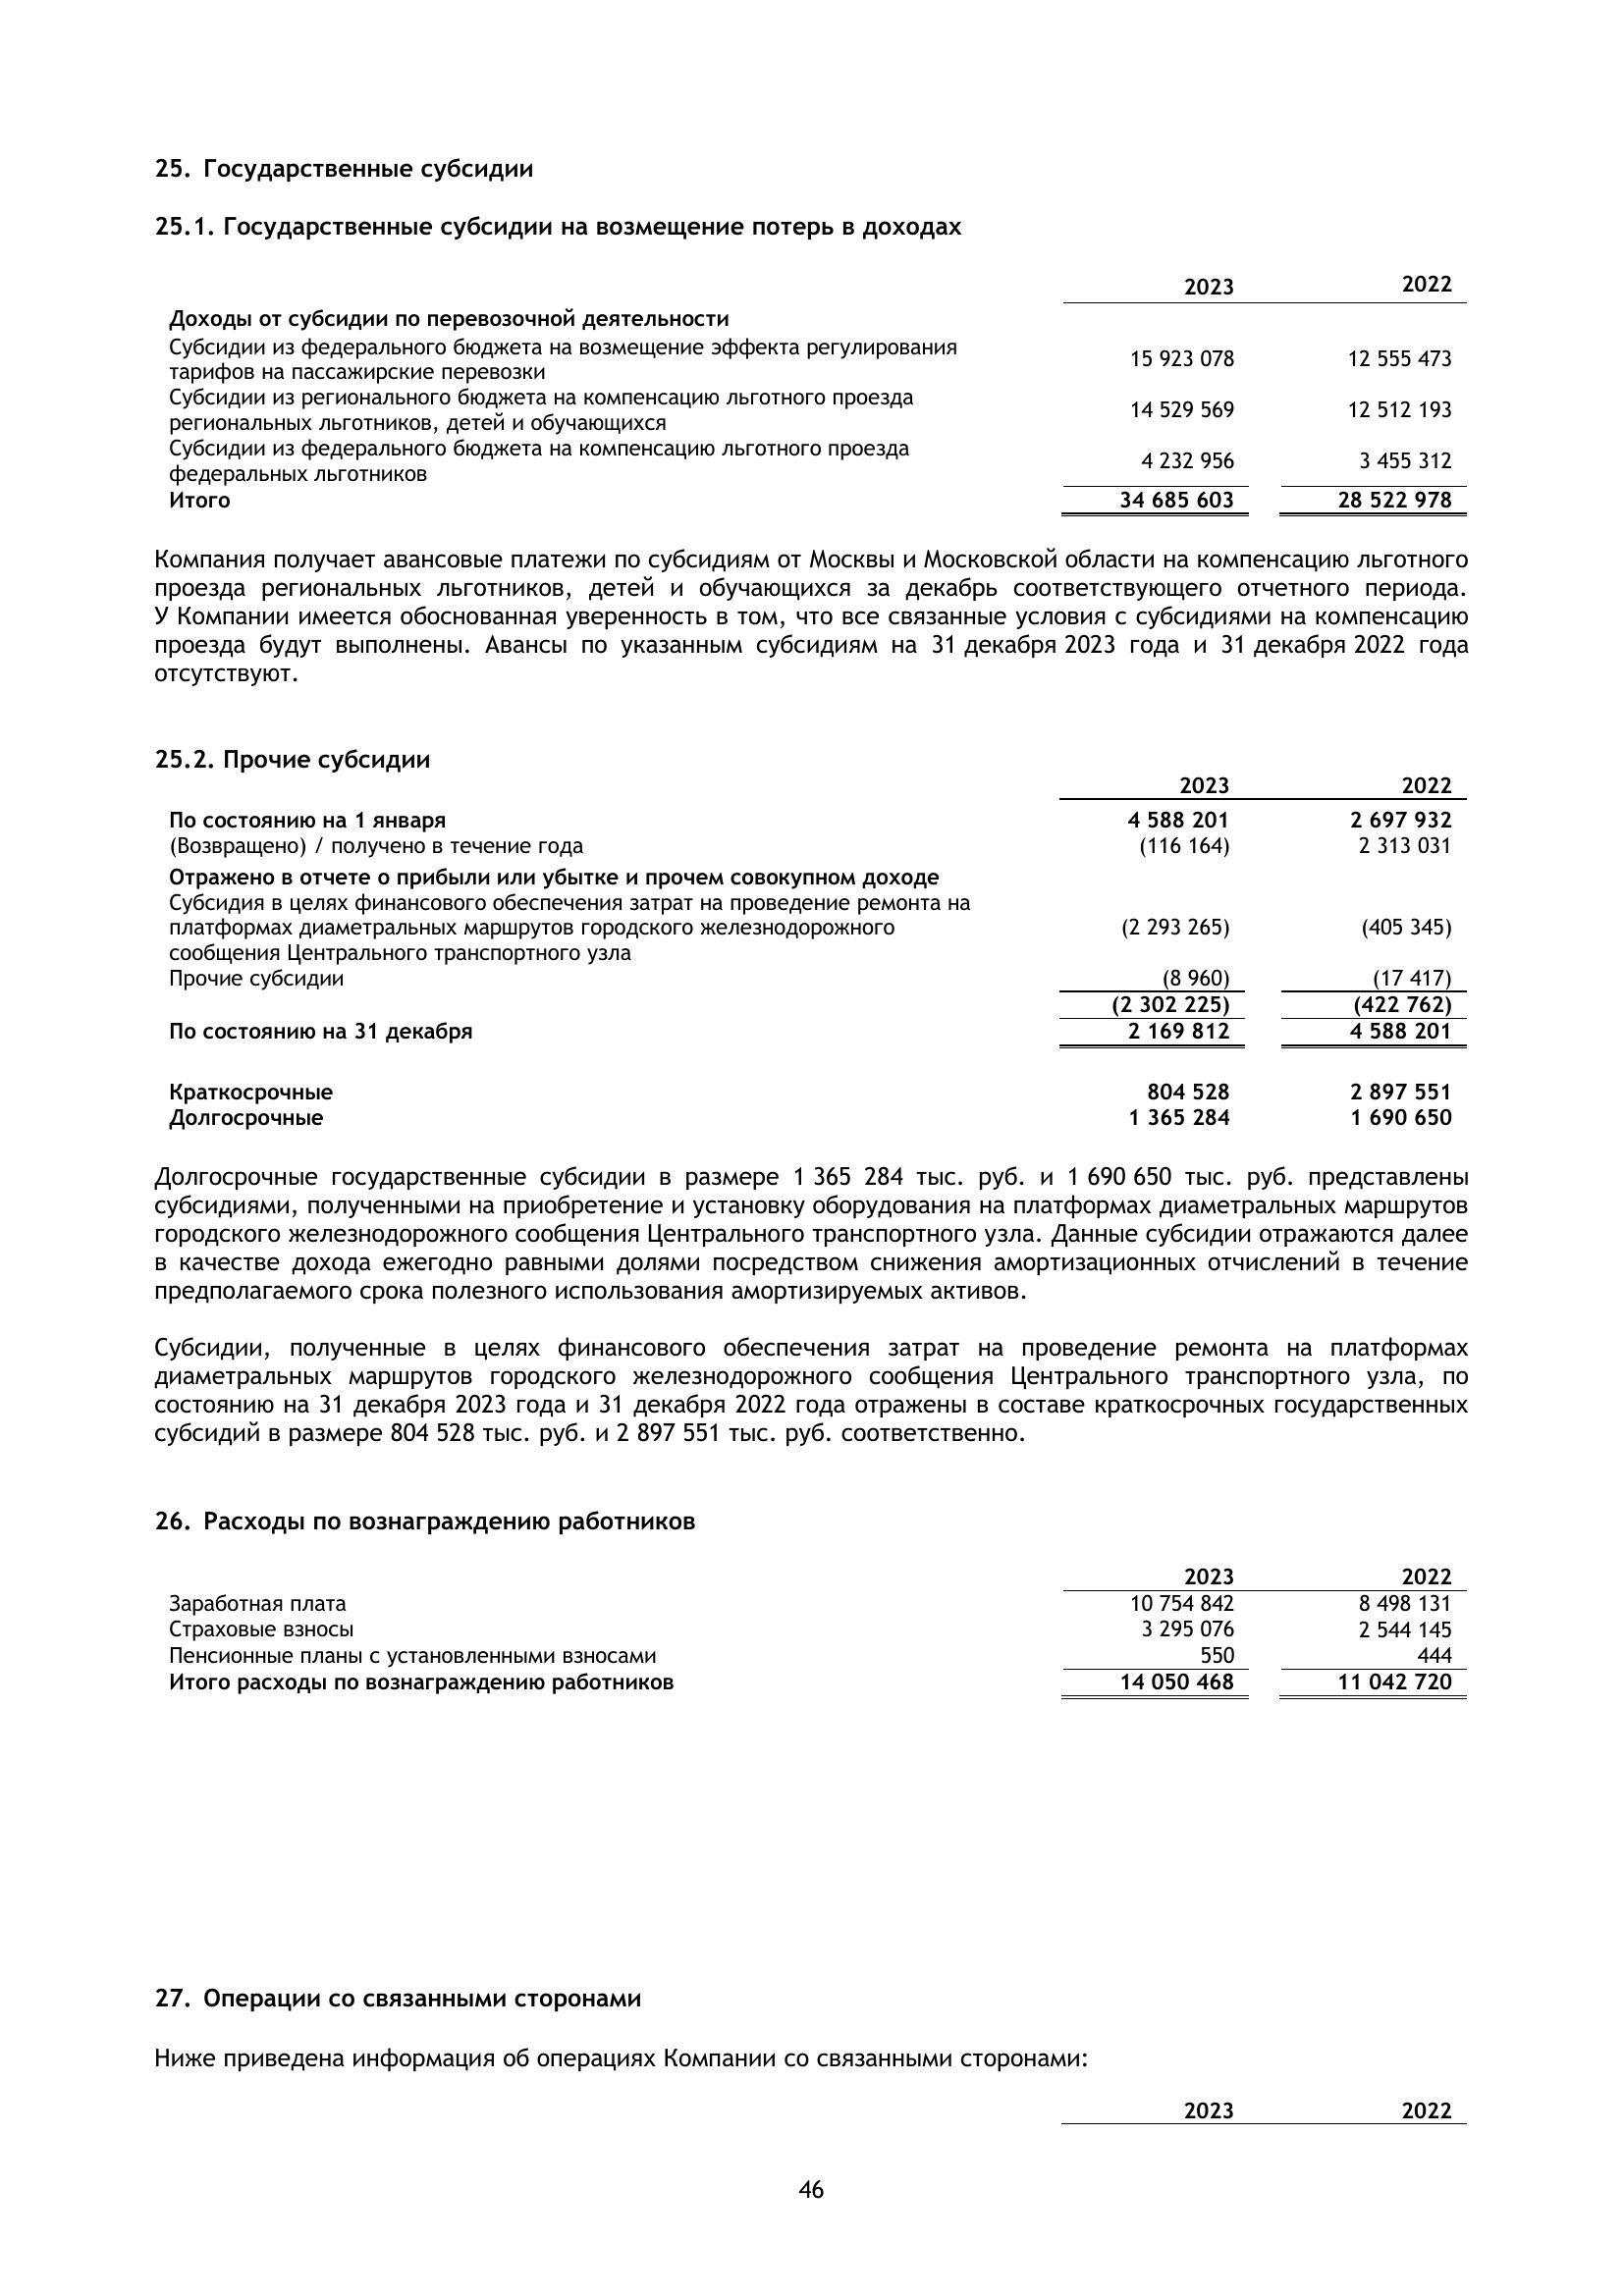 25. Государственные субсидии
25.1. Государственные субсидии на возмещение потерь в доходах
2023 2022
Доходы от субсидии по перевозочной деятельности
Субсидии из федерального бюджета на возмещение эффекта регулирования
тарифов на пассажирские перевозки 15 923 078 12 555 473
Субсидии из регионального бюджета на компенсацию льготного проезда
региональных льготников, детей и обучающихся 14 529 569 12 512 193
Субсидии из федерального бюджета на компенсацию льготного проезда
федеральных льготников 4 232 956 3 455 312
Итого 34 685 603 28 522 978
Компания получает авансовые платежи по субсидиям от Москвы и Московской области на компенсацию льготного
проезда региональных льготников, детей и обучающихся за декабрь соответствующего отчетного периода.
У Компании имеется обоснованная уверенность в том, что все связанные условия с субсидиями на компенсацию
проезда будут выполнены. Авансы по указанным субсидиям на 31 декабря 2023 года и 31 декабря 2022 года
отсутствуют.
25.2. Прочие субсидии
2023 2022
По состоянию на 1 января 4 588 201 2 697 932
(Возвращено) / получено в течение года (116 164) 2 313 031
Отражено в отчете о прибыли или убытке и прочем совокупном доходе
Субсидия в целях финансового обеспечения затрат на проведение ремонта на
платформах диаметральных маршрутов городского железнодорожного (2 293 265) (405 345)
сообщения Центрального транспортного узла
Прочие субсидии (8 960) (17 417)
(2 302 225) (422 762)
По состоянию на 31 декабря 2 169 812 4 588 201
Краткосрочные 804 528 2 897 551
Долгосрочные 1 365 284 1 690 650
Долгосрочные государственные субсидии в размере 1 365 284 тыс. руб. и 1 690 650 тыс. руб. представлены
субсидиями, полученными на приобретение и установку оборудования на платформах диаметральных маршрутов
городского железнодорожного сообщения Центрального транспортного узла. Данные субсидии отражаются далее
в качестве дохода ежегодно равными долями посредством снижения амортизационных отчислений в течение
предполагаемого срока полезного использования амортизируемых активов.
Субсидии, полученные в целях финансового обеспечения затрат на проведение ремонта на платформах
диаметральных маршрутов городского железнодорожного сообщения Центрального транспортного узла, по
состоянию на 31 декабря 2023 года и 31 декабря 2022 года отражены в составе краткосрочных государственных
субсидий в размере 804 528 тыс. руб. и 2 897 551 тыс. руб. соответственно.
26. Расходы по вознаграждению работников
2023 2022
Заработная плата 10 754 842 8 498 131
Страховые взносы 3 295 076 2 544 145
Пенсионные планы с установленными взносами 550 444
Итого расходы по вознаграждению работников 14 050 468 11 042 720
27. Операции со связанными сторонами
Ниже приведена информация об операциях Компании со связанными сторонами:
2023 2022
46